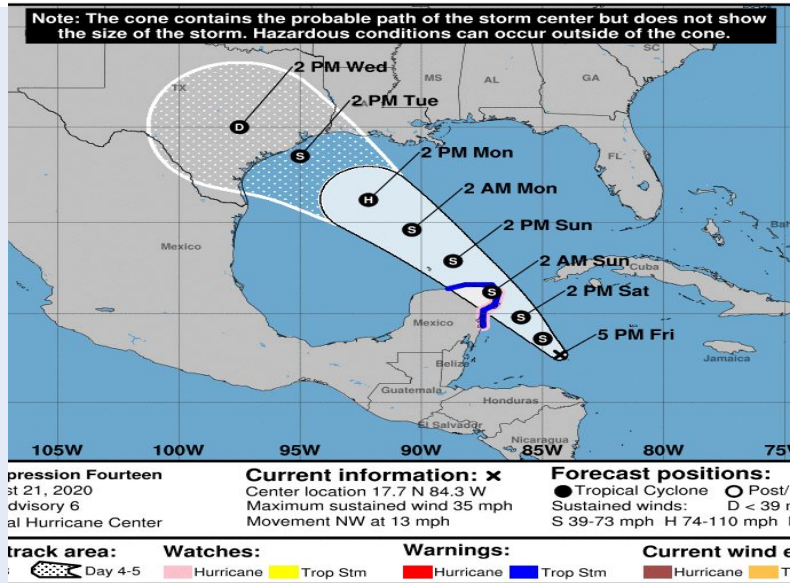 Note: The cone contains the probable path of the storm center but does not show
the size of the storm. Hazardous conditions can occur outside of the cone.
2 PM Wed
TX
SC
MS
AL
GA
2 PM Tue
2 PM Mon
FL
D
S
H
2 AM Mon
S
2 PM Sun
Mexico
S
2 AM Sun
Cuba
S
2 PM Sat
S
Mexico
S
5 PM Fri
Belize
Jamaica
Guatemala
Honduras
El Salvador
Nicaragua
105W
100W
95W
90W
85W
80W
75W
pression Fourteen
st 21, 2020
dvisory 6
al Hurricane Center
Current information: ×
Center location 17.7 N 84.3 W
Maximum sustained wind 35 mph
Movement NW at 13 mph
Forecast positions:
Tropical Cyclone Post/
Sustained winds: D < 39
S 39-73 mph H 74-110 mph
track area:
Day 4-5
Watches:
Hurricane Trop Stm
Warnings:
Hurricane Trop Stm
Current wind e
Hurricane